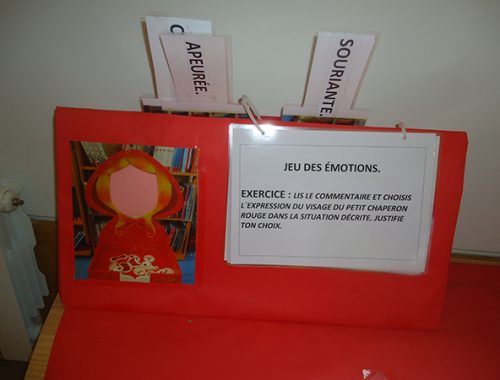 APEURÉE.
SOURIANTE
JEU DES ÉMOTIONS.
EXERCICE : LIS LE COMMENTAIRE ET CHOISIS
L´EXPRESSION DU VISAGE DU PETIT CHAPERON
ROUGE DANS LA SITUATION DÉCRITE. JUSTIFIE
TON CHOIX.